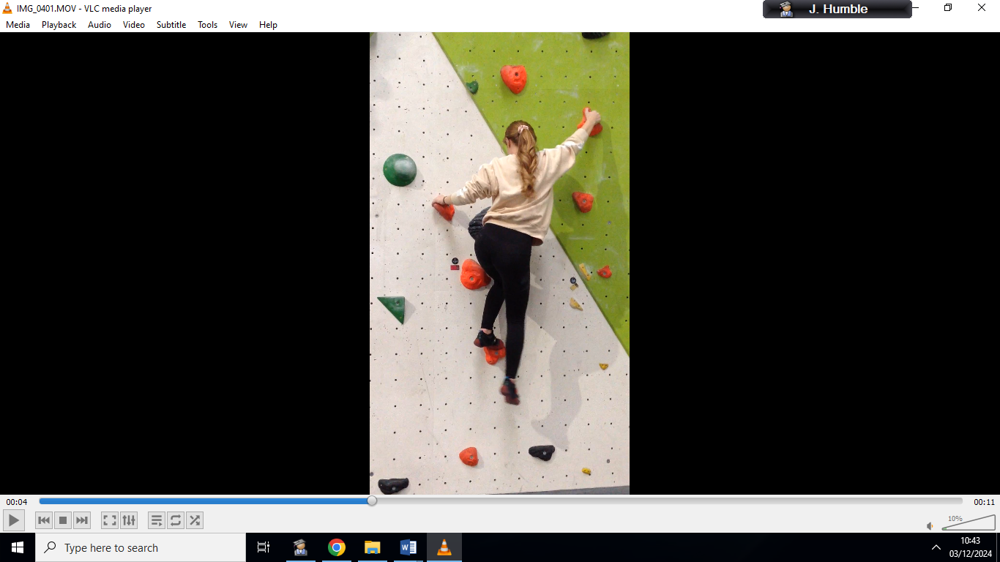 IMG_0401.MOV - VLC media player
J. Humble
Media Playback Audio Video Subtitle Tools View Help
00:04
00:11
10%
Type here to search
10:43
03/12/2024